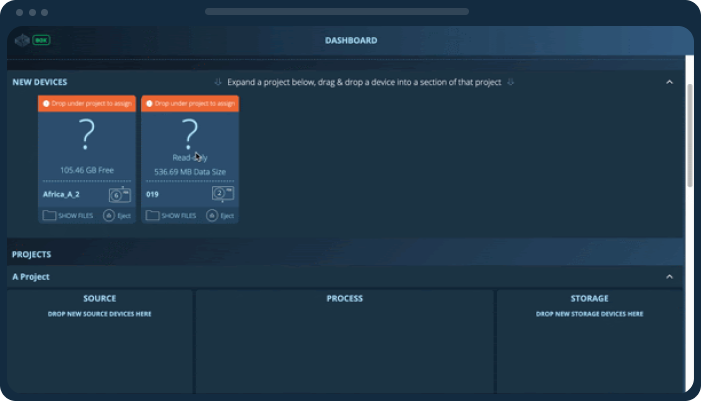 BOX
DASHBOARD
NEW DEVICES
Expand a project below, drag & drop a device into a section of that project
Drop under project to assign
?
105.46 GB Free
Africa_A_2
6
SHOW FILES
Eject
Drop under project to assign
?
Read-only
536.69 MB Data Size
019
2
SHOW FILES
Eject
PROJECTS
A Project
SOURCE
DROP NEW SOURCE DEVICES HERE
PROCESS
STORAGE
DROP NEW STORAGE DEVICES HERE